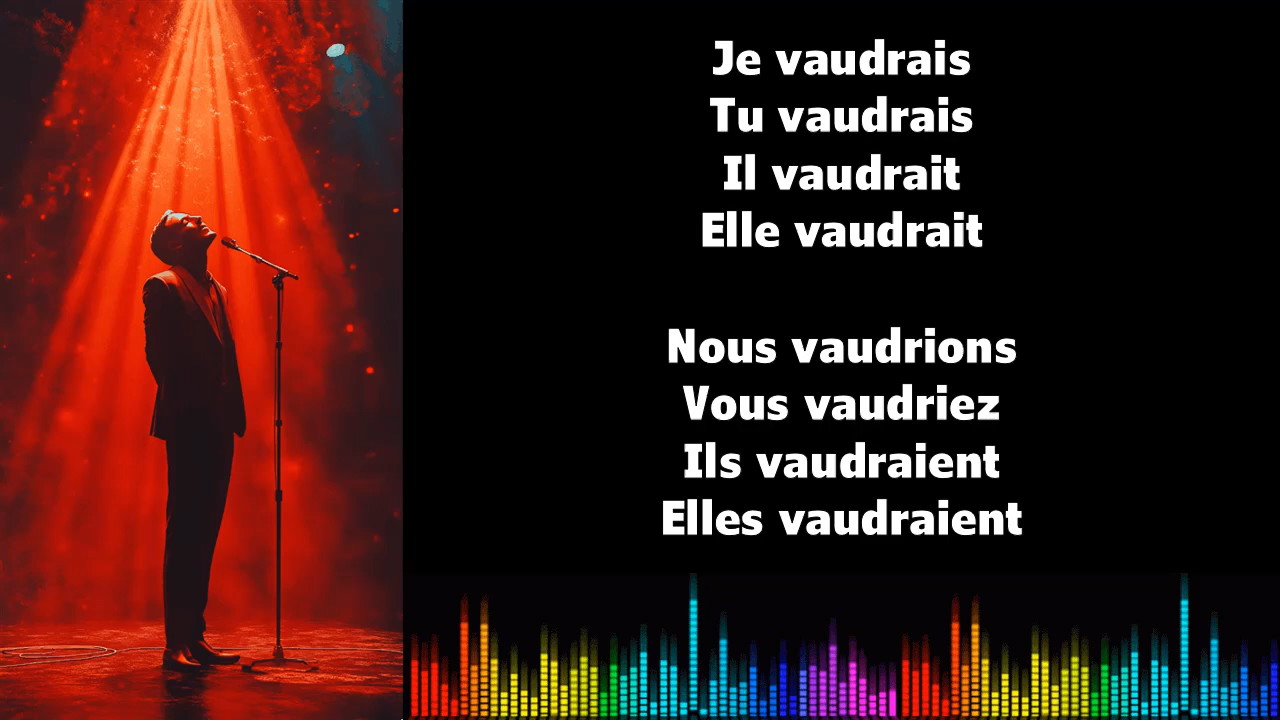 Je vaudrais
Tu vaudrais
Il vaudrait
Elle vaudrait
Nous vaudrions
Vous vaudriez
Ils vaudraient
Elles vaudraient